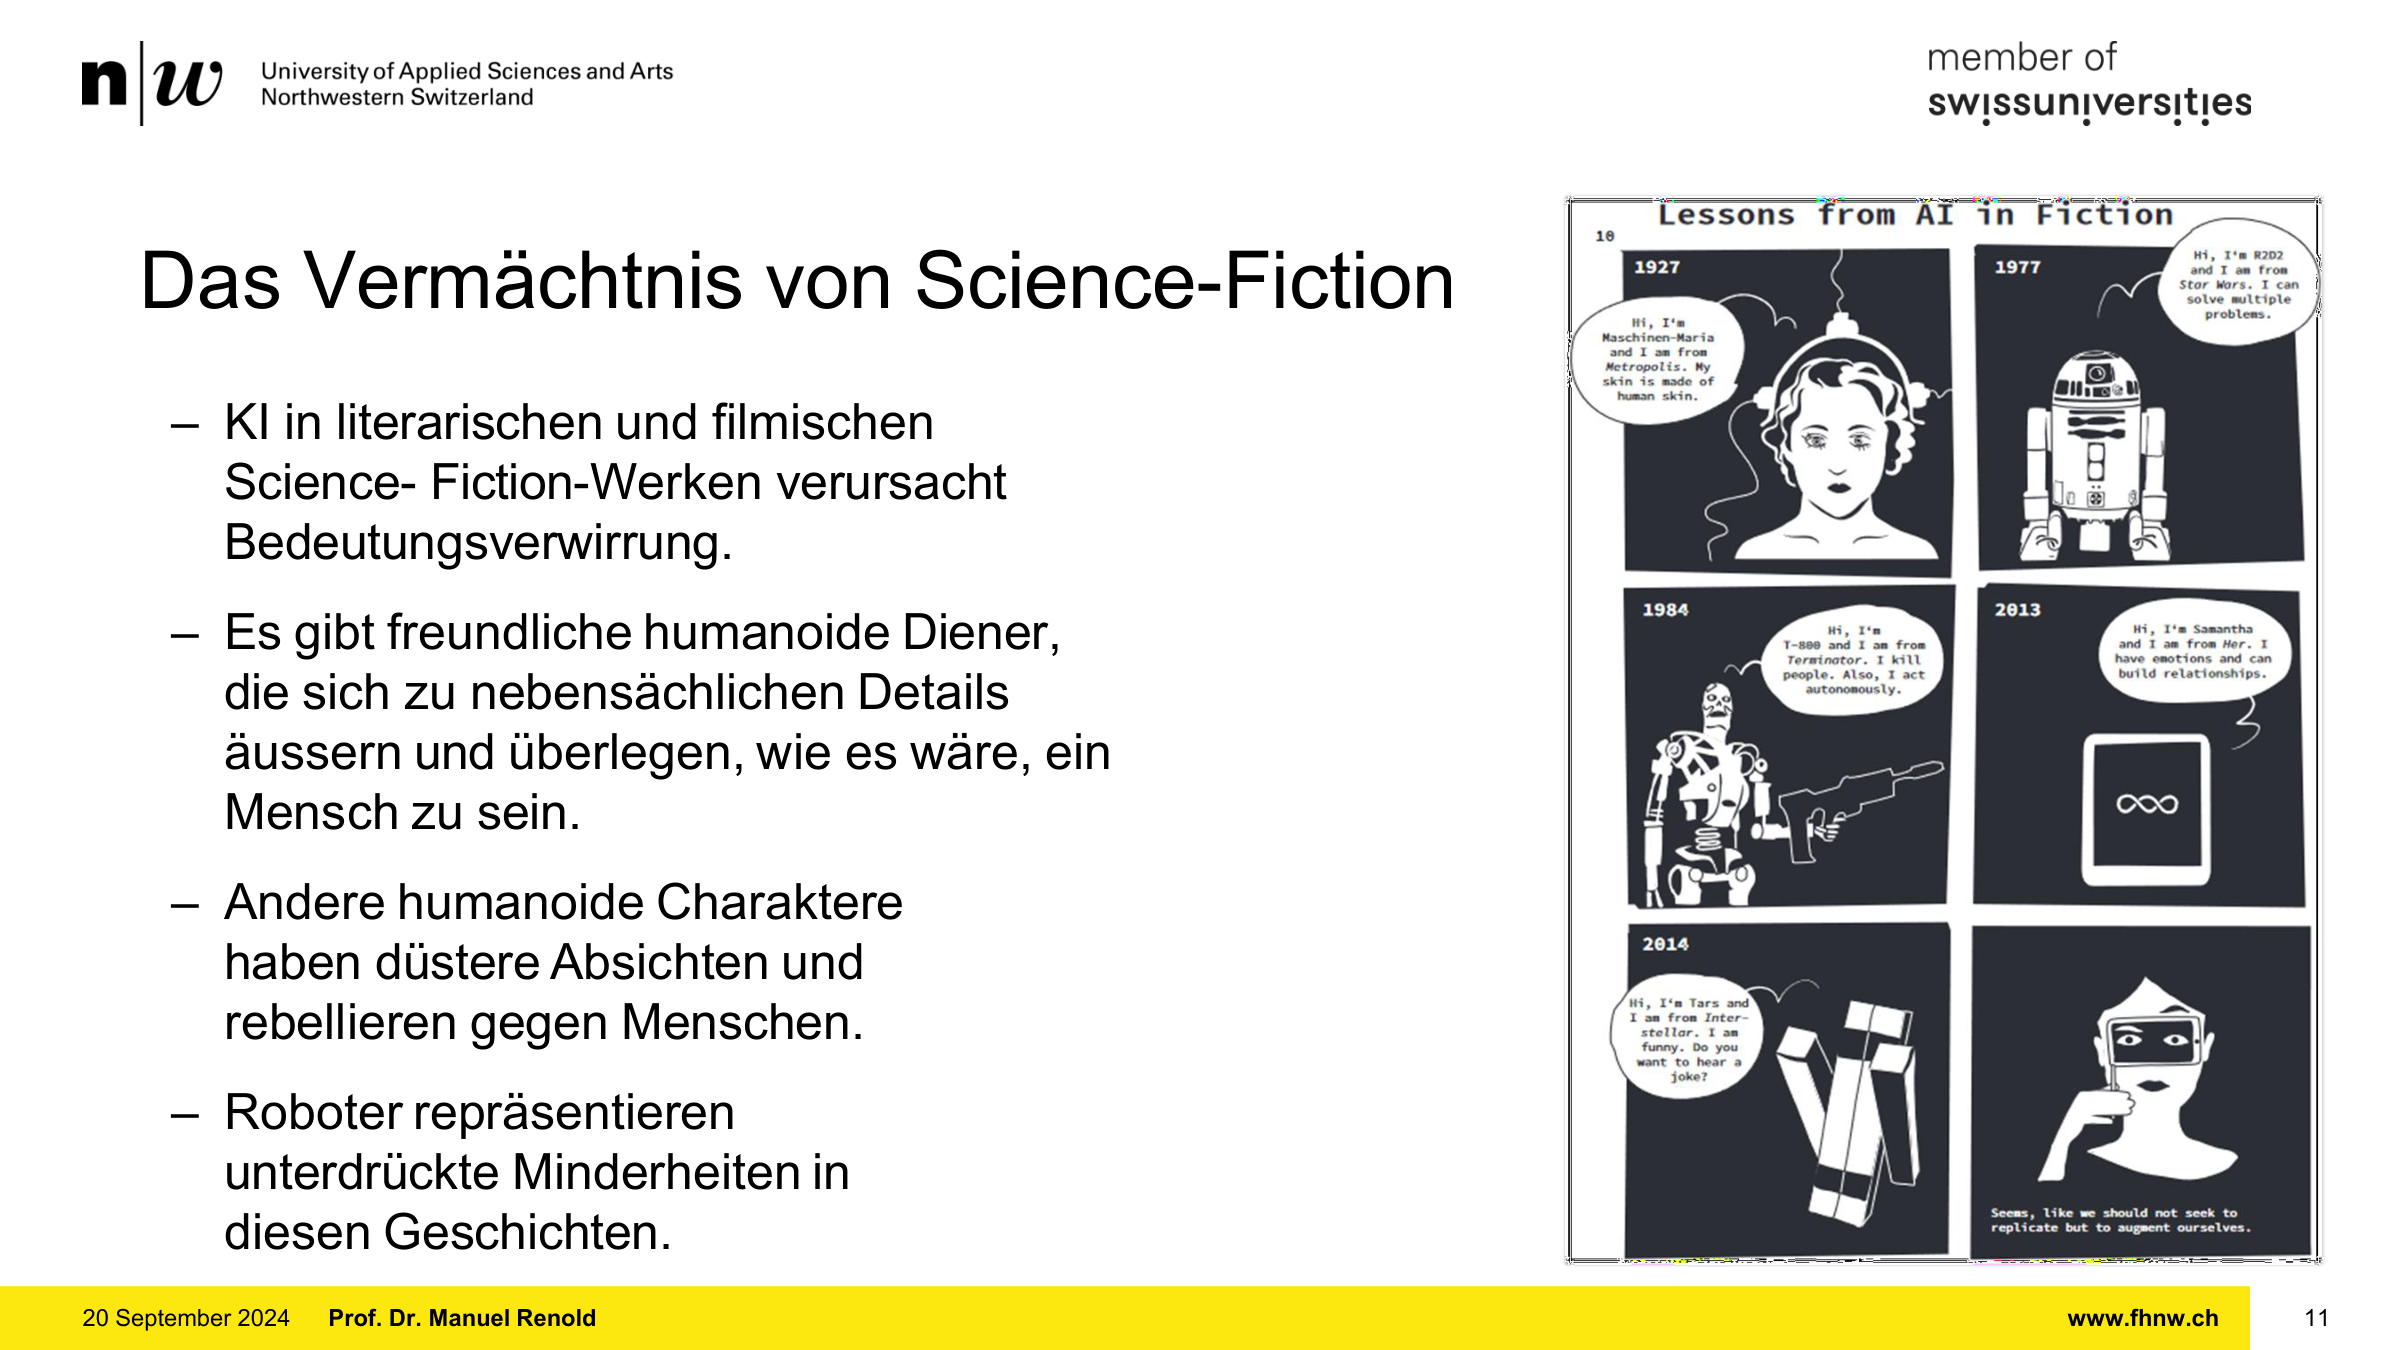 n|w University of Applied Sciences and Arts
Northwestern Switzerland
member of
swissuniversities
Das Vermächtnis von Science-Fiction
– KI in literarischen und filmischen
Science- Fiction-Werken verursacht
Bedeutungsverwirrung.
– Es gibt freundliche humanoide Diener,
die sich zu nebensächlichen Details
äussern und überlegen, wie es wäre, ein
Mensch zu sein.
– Andere humanoide Charaktere
haben düstere Absichten und
rebellieren gegen Menschen.
– Roboter repräsentieren
unterdrückte Minderheiten in
diesen Geschichten.
Lessons from AI in Fiction
10
1927
Hi, I'm
Maschinen-Maria
and I am from
Metropolis. My
skin is made of
human skin.
1977
Hi, I'm R2D2
and I am from
Star Wars. I can
solve multiple
problems.
1984
Hi, I'm
T-800 and I am from
Terminator. I kill
people. Also, I act
autonomously.
2013
Hi, I'm Samantha
and I am from Her. I
have emotions and can
build relationships.
2014
Hi, I'm Tars and
I am from Inter-
stellar. I am
funny. Do you
want to hear a
joke?
Seems, like we should not seek to
replicate but to augment ourselves.
20 September 2024 Prof. Dr. Manuel Renold www.fhnw.ch 11